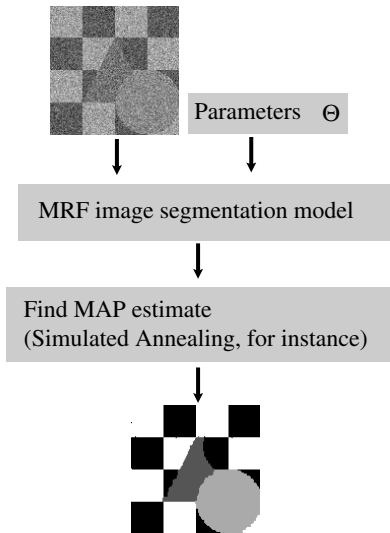 Parameters Θ
MRF image segmentation model
Find MAP estimate
(Simulated Annealing, for instance)